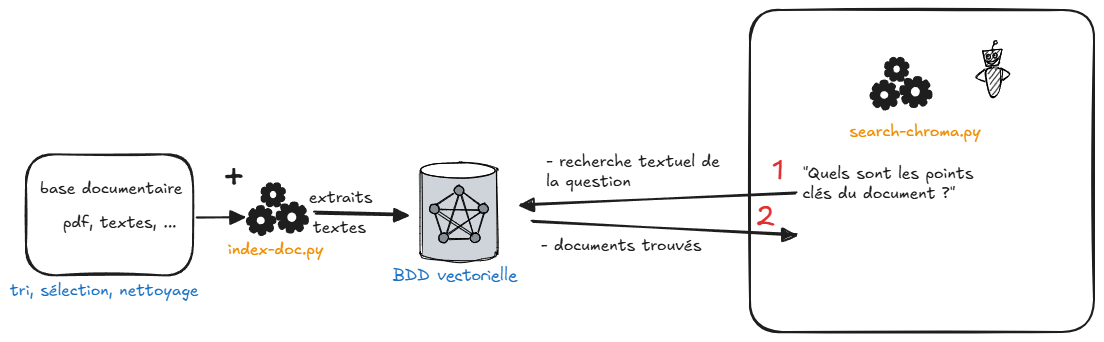 base documentaire
pdf, textes, ...
tri, sélection, nettoyage
+
index-doc.py
extraits
textes
BDD vectorielle
- recherche textuel de
la question
- documents trouvés
search-chroma.py
1
"Quels sont les points
clés du document ?"
2